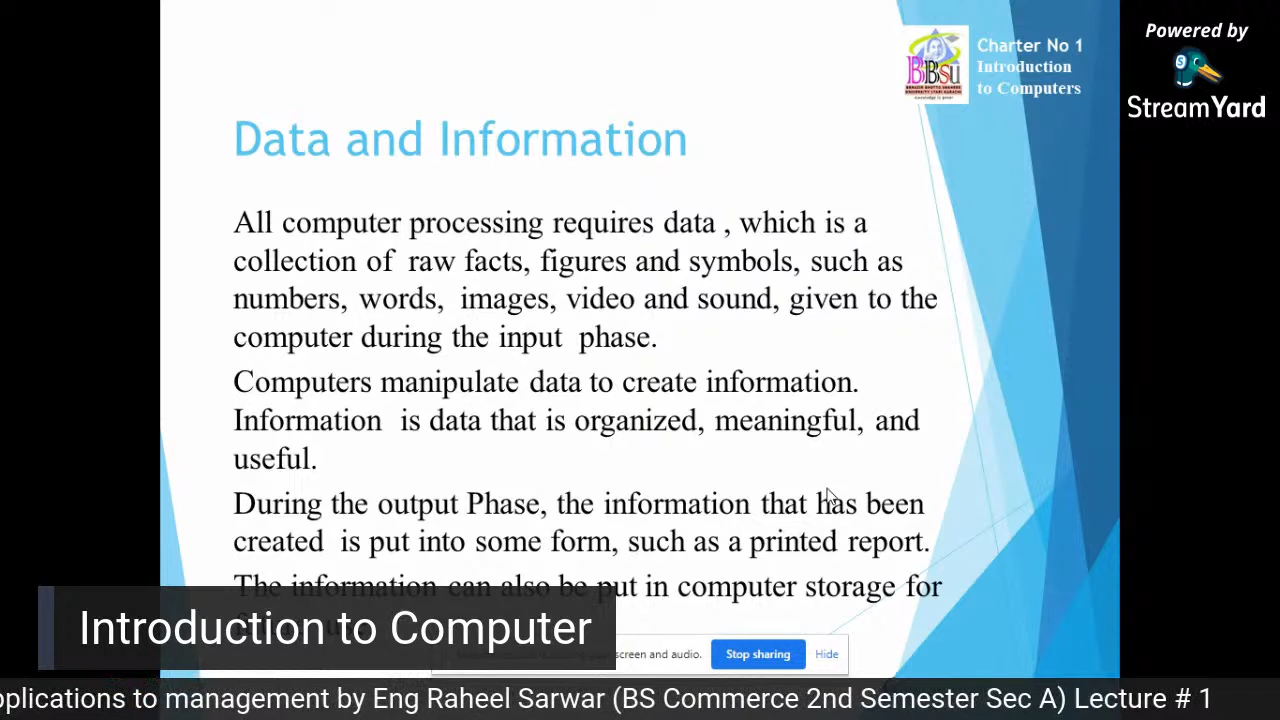 Powered by
StreamYard
Charter No 1
Introduction
to Computers
BBSU
Data and Information
All computer processing requires data , which is a
collection of raw facts, figures and symbols, such as
numbers, words, images, video and sound, given to the
computer during the input phase.
Computers manipulate data to create information.
Information is data that is organized, meaningful, and
useful.
During the output Phase, the information that has been
created is put into some form, such as a printed report.
The information can also be put in computer storage for
Introduction to Computer
screen and audio.
Stop sharing
Hide
pplications to management by Eng Raheel Sarwar (BS Commerce 2nd Semester Sec A) Lecture # 1